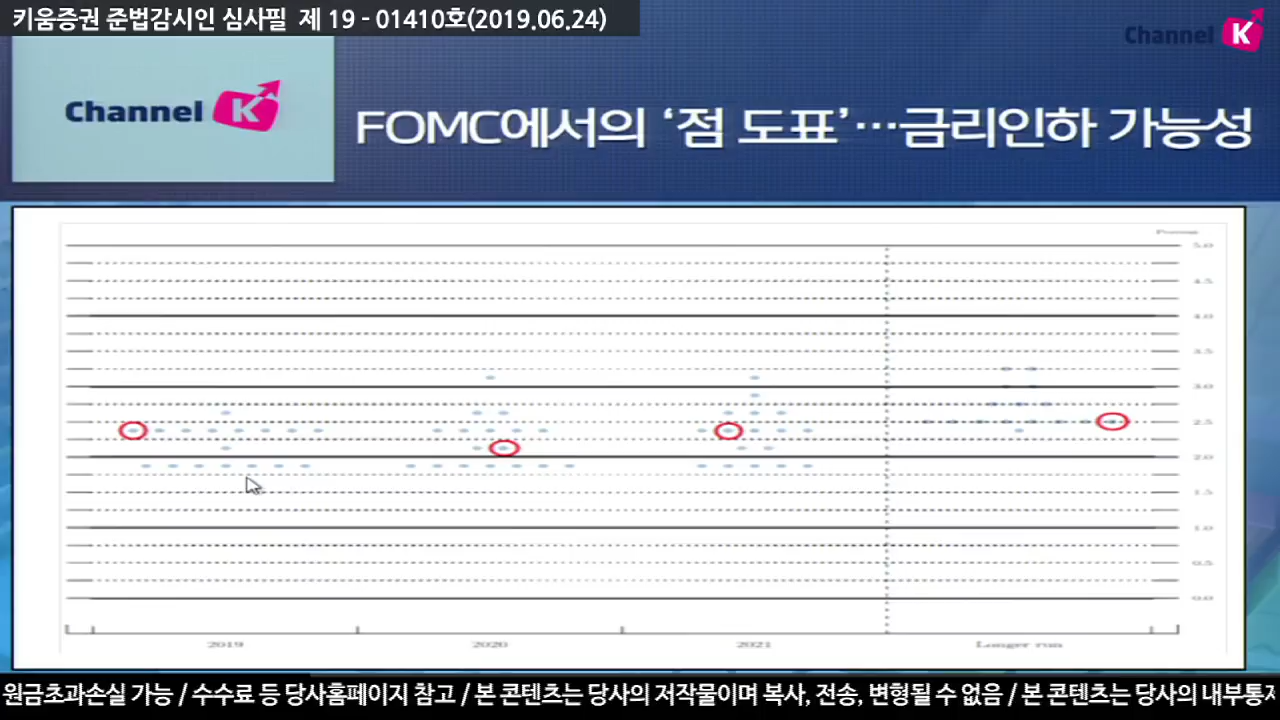 키움증권 준법감시인 심사필 제 19 - 01410호(2019.06.24)
Channel K
Channel K
FOMC에서의 ‘점 도표’…금리인하 가능성
5.0
4.5
4.0
3.5
3.0
2.5
2.0
1.5
1.0
0.5
0.0
2019
2020
2021
Longer run
원금초과손실 가능 / 수수료 등 당사홈페이지 참고 / 본 콘텐츠는 당사의 저작물이며 복사, 전송, 변형될 수 없음 / 본 콘텐츠는 당사의 내부통제